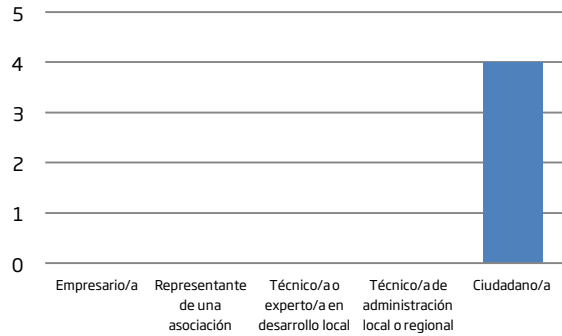 5
4
3
2
1
0
Empresario/a
Representante
de una
asociación
Técnico/a o
experto/a en
desarrollo local
Técnico/a de
administración
local o regional
Ciudadano/a